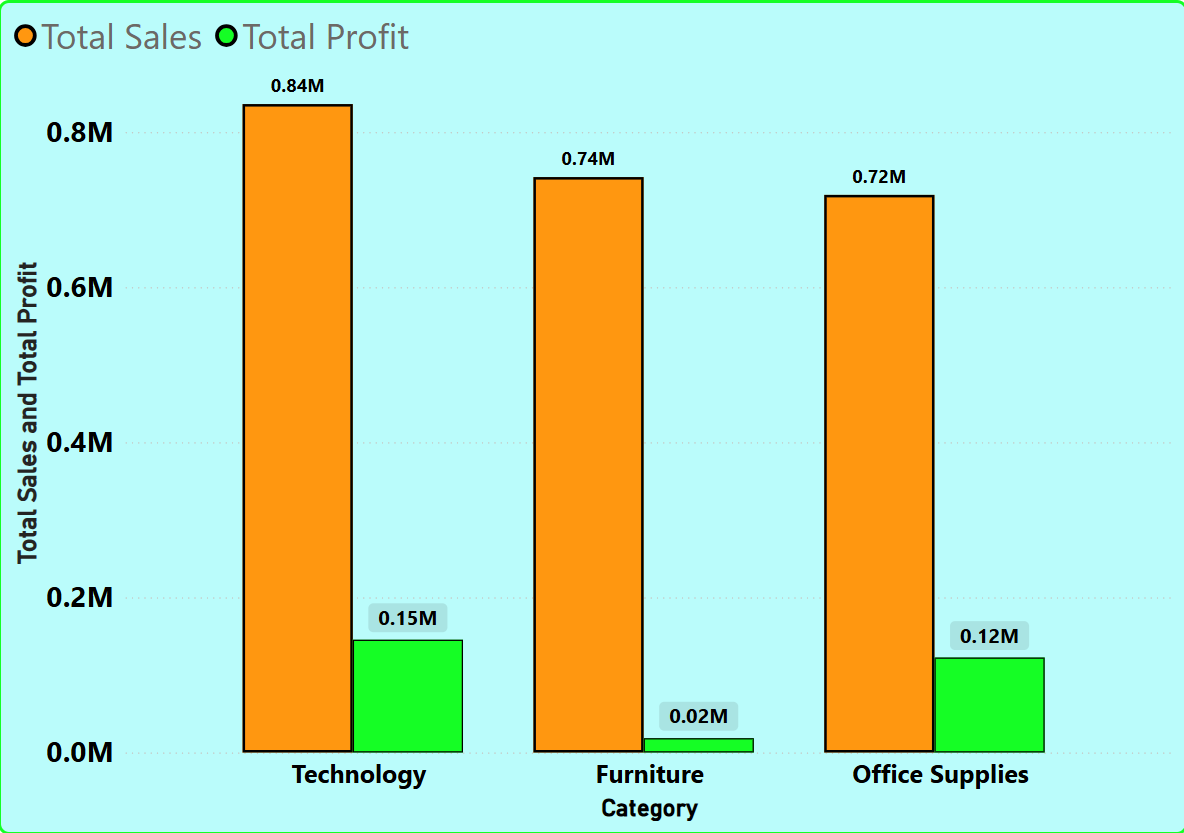 Total Sales Total Profit
0.84M
0.8M
0.74M
0.72M
0.6M
Total Sales and Total Profit
0.4M
0.2M
0.15M
0.12M
0.02M
0.0M
Technology Furniture Office Supplies
Category